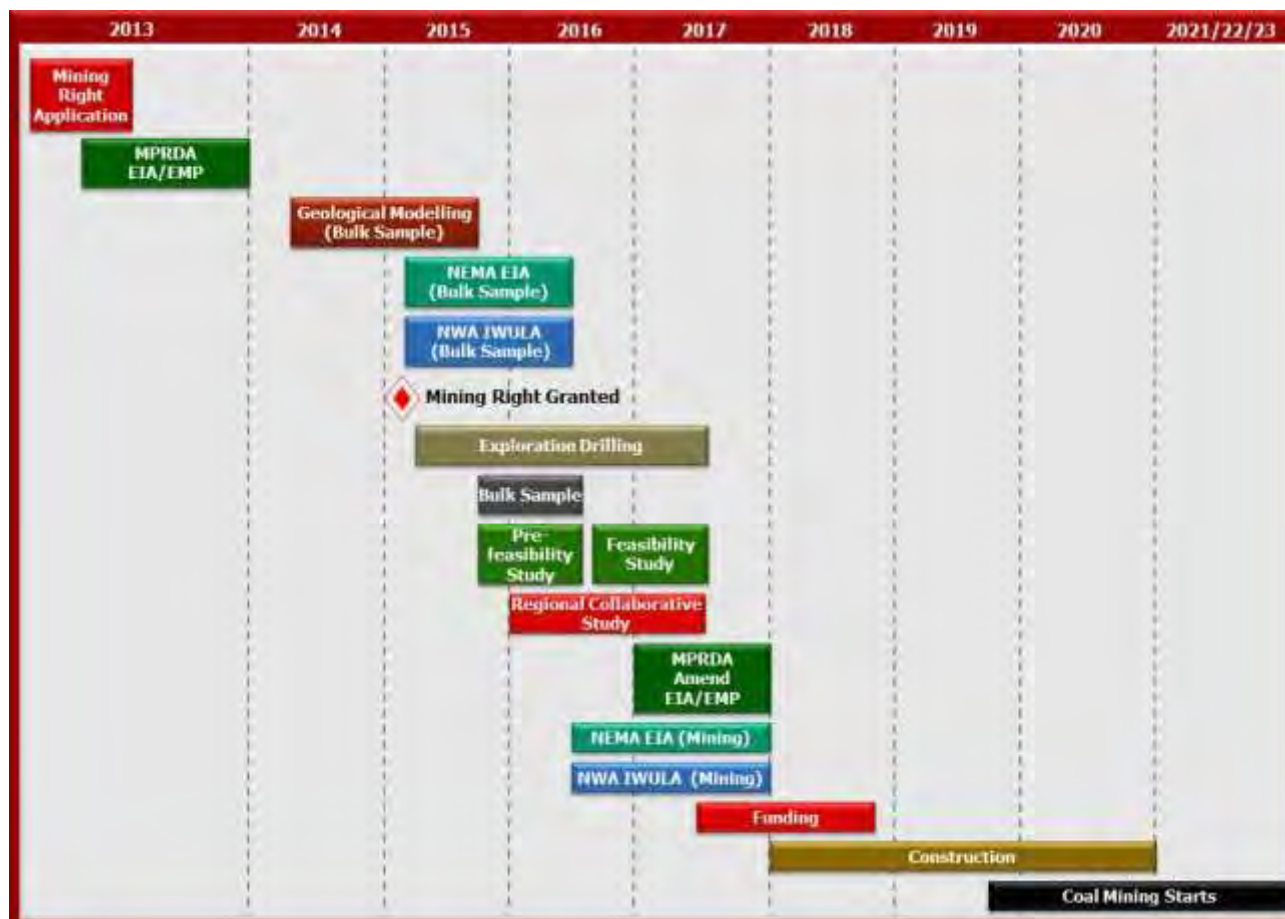 2013 2014 2015 2016 2017 2018 2019 2020 2021/22/23
Mining
Right
Application
MPRDA
EIA/EMP
Geological Modelling
(Bulk Sample)
NEMA EIA
(Bulk Sample)
NWA IWULA
(Bulk Sample)
Mining Right Granted
Exploration Drilling
Bulk Sample
Pre-
feasibility
Study
Feasibility
Study
Regional Collaborative
Study
MPRDA
Amend
EIA/EMP
NEMA EIA (Mining)
NWA IWULA (Mining)
Funding
Construction
Coal Mining Starts